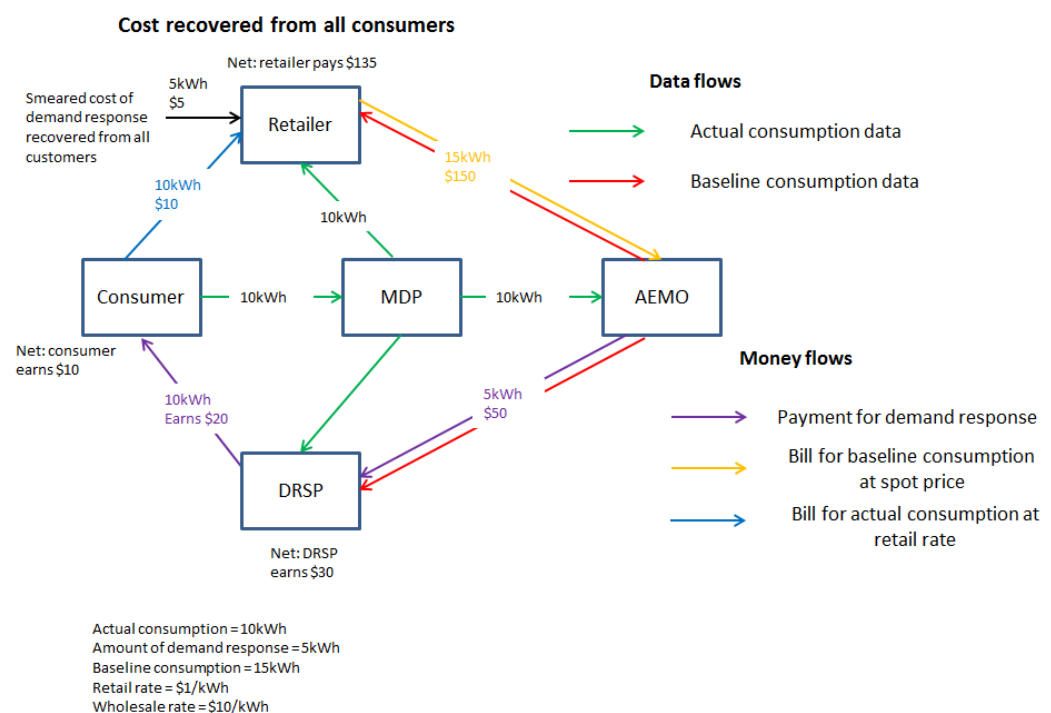 Cost recovered from all consumers
Net: retailer pays $135
5kWh
$5
Smeared cost of
demand response
recovered from all
customers
Retailer
Data flows
Actual consumption data
Baseline consumption data
15kWh
$150
10kWh
$10
10kWh
Consumer
10kWh
MDP
10kWh
AEMO
Net: consumer
earns $10
Money flows
10kWh
Earns $20
5kWh
$50
Payment for demand response
Bill for baseline consumption
at spot price
Bill for actual consumption at
retail rate
DRSP
Net: DRSP
earns $30
Actual consumption = 10kWh
Amount of demand response = 5kWh
Baseline consumption = 15kWh
Retail rate = $1/kWh
Wholesale rate = $10/kWh